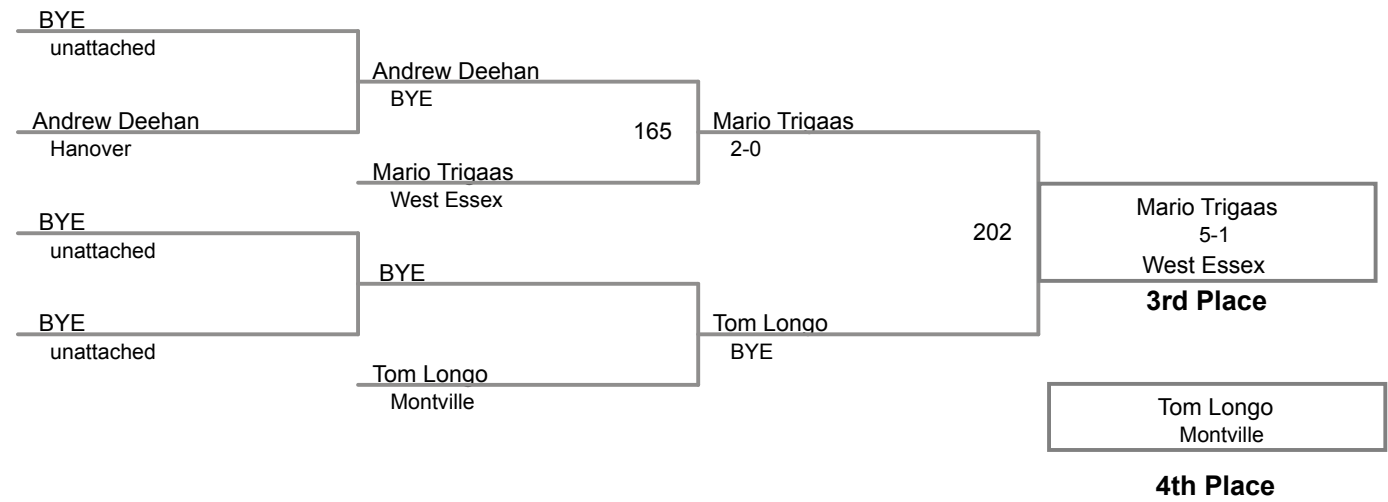 BYE
unattached
Andrew Deehan
BYE
Andrew Deehan
Hanover
165
Mario Trigaas
2-0
Mario Trigaas
West Essex
BYE
unattached
202
Mario Trigaas
5-1
West Essex
3rd Place
BYE
BYE
unattached
Tom Longo
BYE
Tom Longo
Montville
Tom Longo
Montville
4th Place